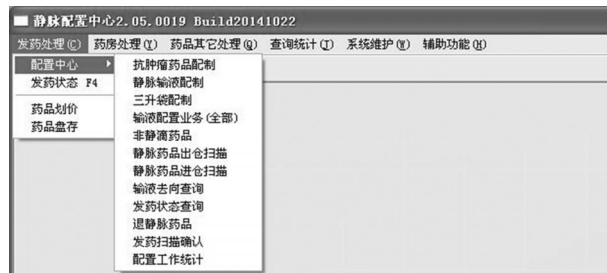 静脉配置中心2.05.0019 Build20141022
发药处理(C) 药房处理(Y) 药品其它处理(Q) 查询统计(T) 系统维护(W) 辅助功能(H)
配置中心
发药状态 F4
药品划价
药品盘存
抗肿瘤药品配制
静脉输液配制
三升袋配制
输液配置业务(全部)
非静滴药品
静脉药品出仓扫描
静脉药品进仓扫描
输液去向查询
发药状态查询
退静脉药品
发药扫描确认
配置工作统计